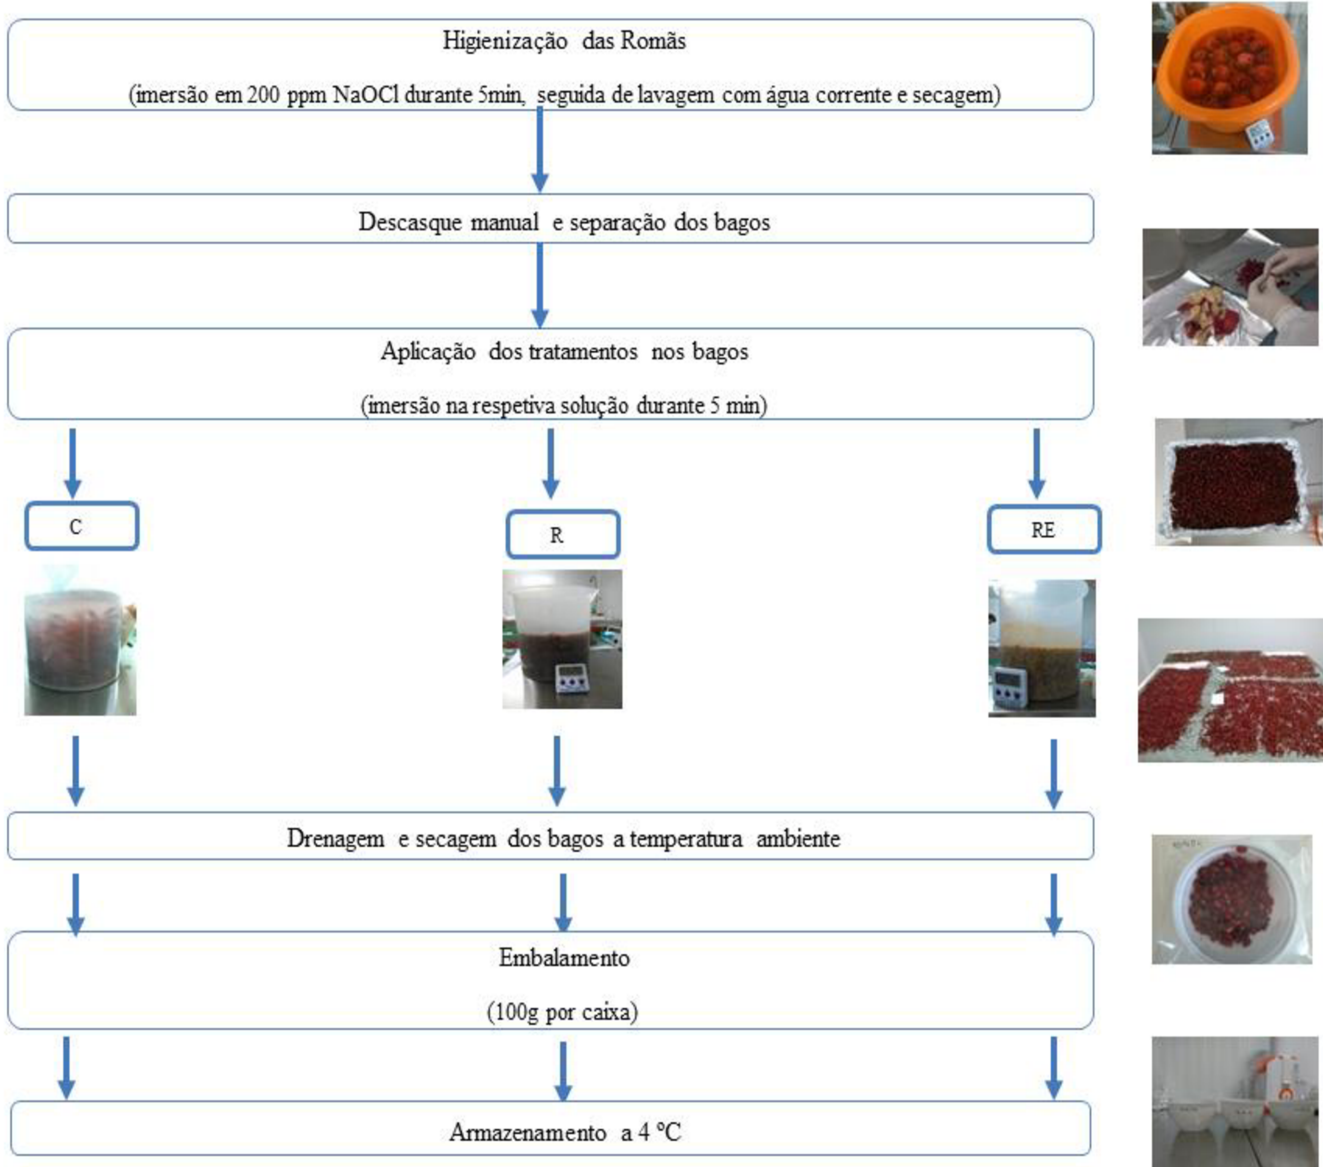 Higienização das Romãs
(imersão em 200 ppm NaOCl durante 5min, seguida de lavagem com água corrente e secagem)
Descasque manual e separação dos bagos
Aplicação dos tratamentos nos bagos
(imersão na respetiva solução durante 5 min)
C
R
RE
Drenagem e secagem dos bagos a temperatura ambiente
Embalamento
(100g por caixa)
Armazenamento a 4 ºC